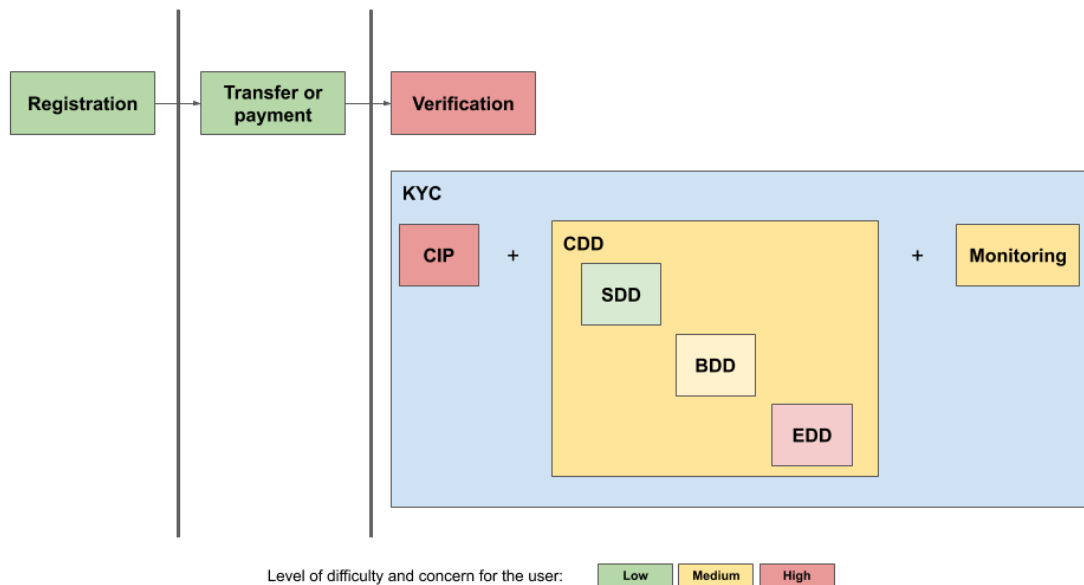 Registration
Transfer or
payment
Verification
KYC
CIP
+
CDD
SDD
BDD
EDD
+
Monitoring
Level of difficulty and concern for the user:
Low
Medium
High